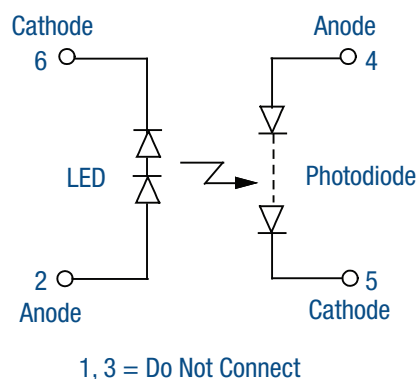 Cathode
6
Anode
4
LED
Photodiode
2
Anode
5
Cathode
1, 3 = Do Not Connect